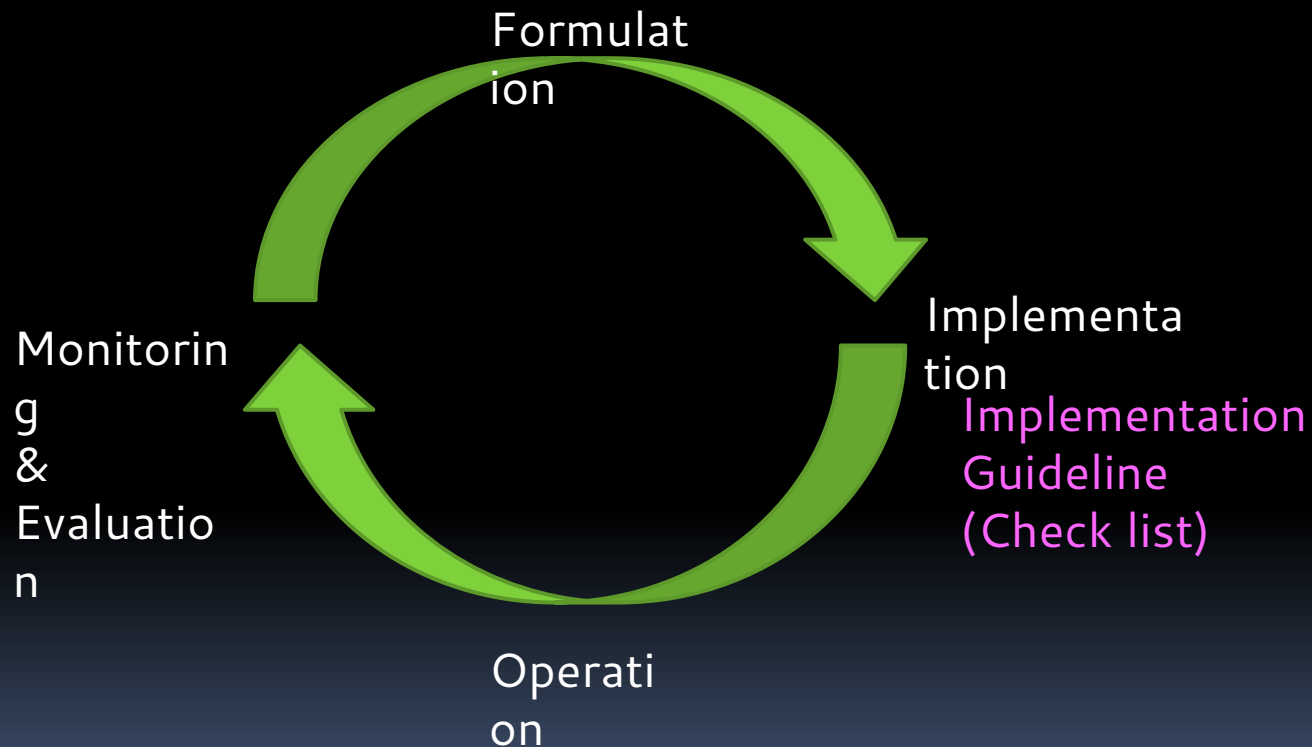 Formulat
ion
Implementa
tion
Implementation
Guideline
(Check list)
Monitorin
g
&
Evaluatio
n
Operati
on